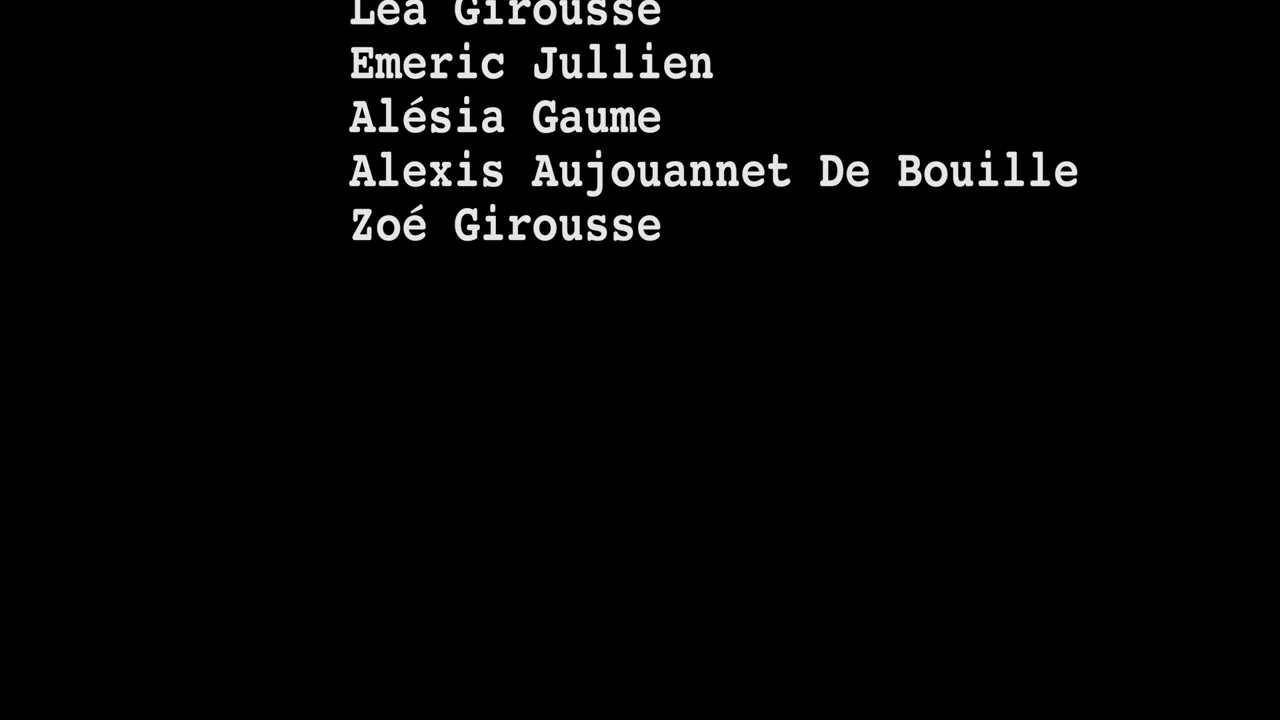 Léa Girousse
Emeric Jullien
Alésia Gaume
Alexis Aujouannet De Bouille
Zoé Girousse